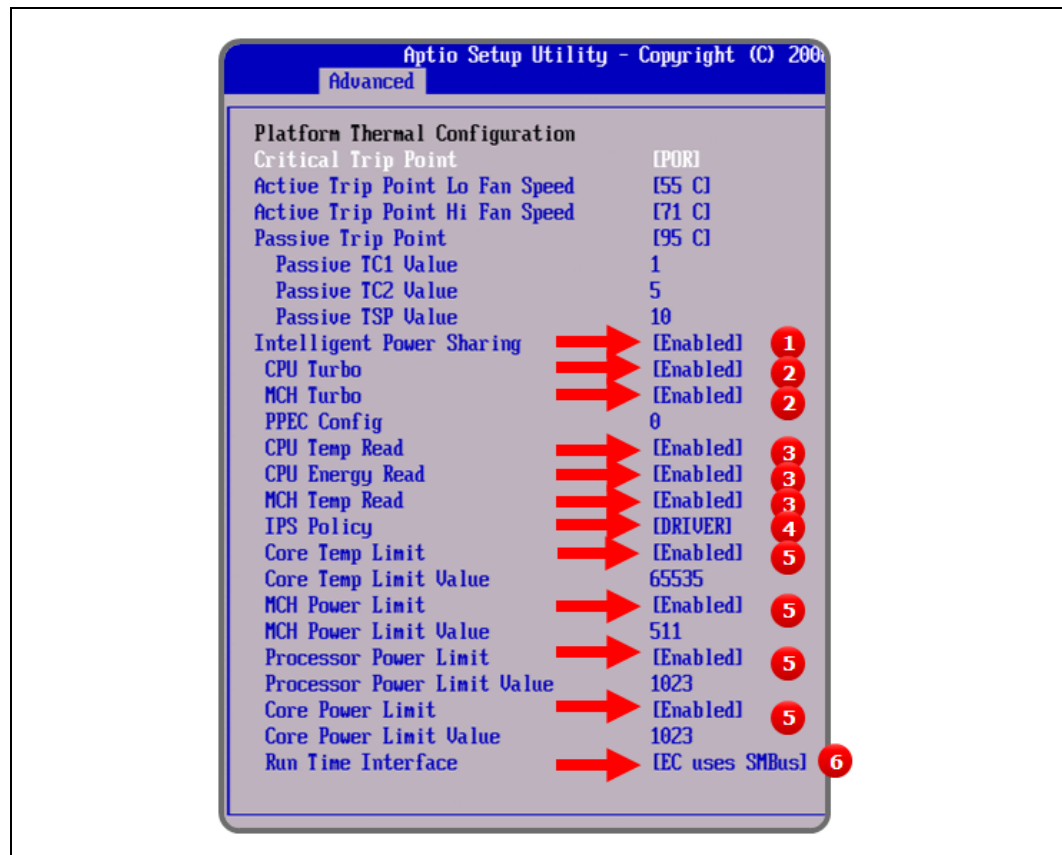 Aptio Setup Utility - Copyright (C) 200
Advanced
Platform Thermal Configuration
Critical Trip Point [POR]
Active Trip Point Lo Fan Speed [55 C]
Active Trip Point Hi Fan Speed [71 C]
Passive Trip Point [95 C]
Passive TC1 Value 1
Passive TC2 Value 5
Passive TSP Value 10
Intelligent Power Sharing [Enabled] 1
CPU Turbo [Enabled] 2
MCH Turbo [Enabled] 2
PPEC Config 0
CPU Temp Read [Enabled] 3
CPU Energy Read [Enabled] 3
MCH Temp Read [Enabled] 3
IPS Policy [DRIVER] 4
Core Temp Limit [Enabled] 5
Core Temp Limit Value 65535
MCH Power Limit [Enabled] 5
MCH Power Limit Value 511
Processor Power Limit [Enabled] 5
Processor Power Limit Value 1023
Core Power Limit [Enabled] 5
Core Power Limit Value 1023
Run Time Interface [EC uses SMBus] 6